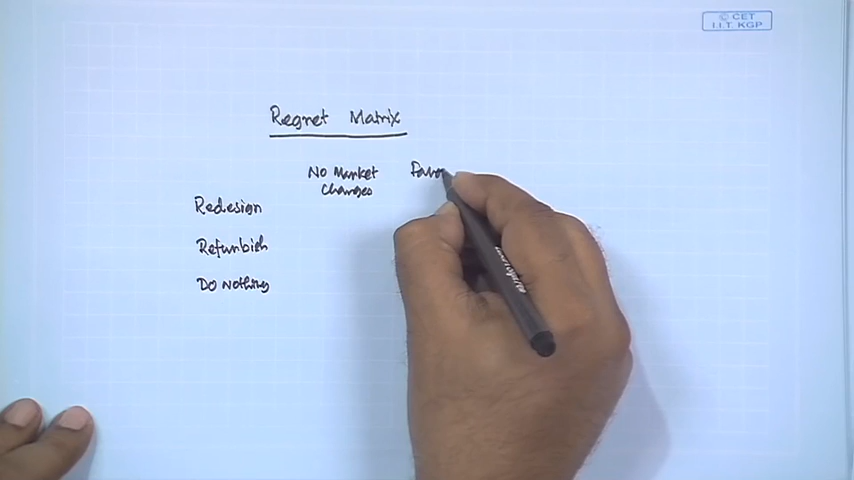 © CET
I.I.T. KGP
Regret Matrix
No Market
Changes
Redesign
Refurbish
Do Nothing